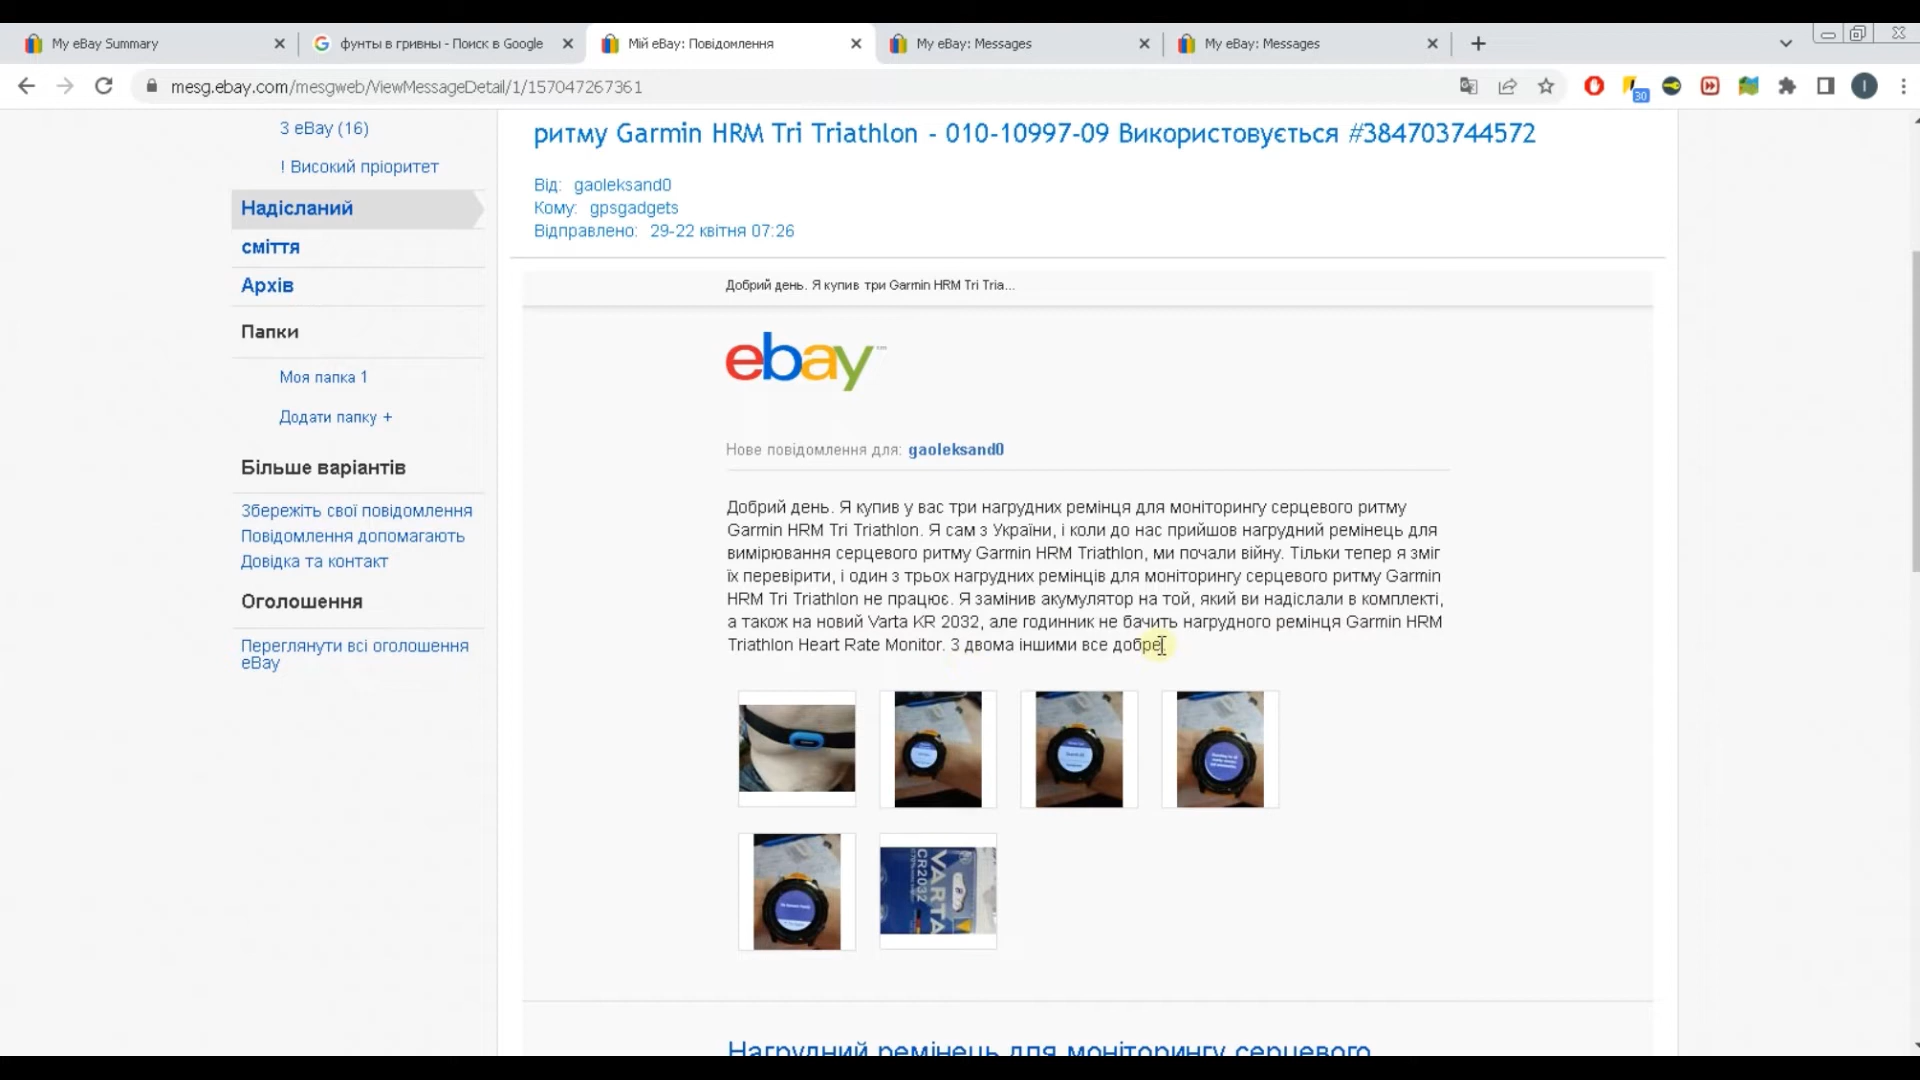 My eBay Summary
фунты в гривны - Поиск в Google
Мій eBay: Повідомлення
My eBay: Messages
My eBay: Messages
mesg.ebay.com/mesgweb/ViewMessageDetail/1/157047267361
30
I
З eBay (16)
! Високий пріоритет
Надісланий
сміття
Архів
Папки
Моя папка 1
Додати папку +
Більше варіантів
Збережіть свої повідомлення
Повідомлення допомагають
Довідка та контакт
Оголошення
Переглянути всі оголошення
eBay
ритму Garmin HRM Tri Triathlon - 010-10997-09 Використовується #384703744572
Від: gaoleksand0
Кому: gpsgadgets
Відправлено: 29-22 квітня 07:26
Добрий день. Я купив три Garmin HRM Tri Tria...
ebay
Нове повідомлення для: gaoleksand0
Добрий день. Я купив у вас три нагрудних ремінця для моніторингу серцевого ритму
Garmin HRM Tri Triathlon. Я сам з України, і коли до нас прийшов нагрудний ремінець для
вимірювання серцевого ритму Garmin HRM Triathlon, ми почали війну. Тільки тепер я зміг
їх перевірити, і один з трьох нагрудних ремінців для моніторингу серцевого ритму Garmin
HRM Tri Triathlon не працює. Я замінив акумулятор на той, який ви надіслали в комплекті,
а також на новий Varta KR 2032, але годинник не бачить нагрудного ремінця Garmin HRM
Triathlon Heart Rate Monitor. З двома іншими все добре
VARTA
CR2032
Нагрудний ремінець для моніторингу серцевого